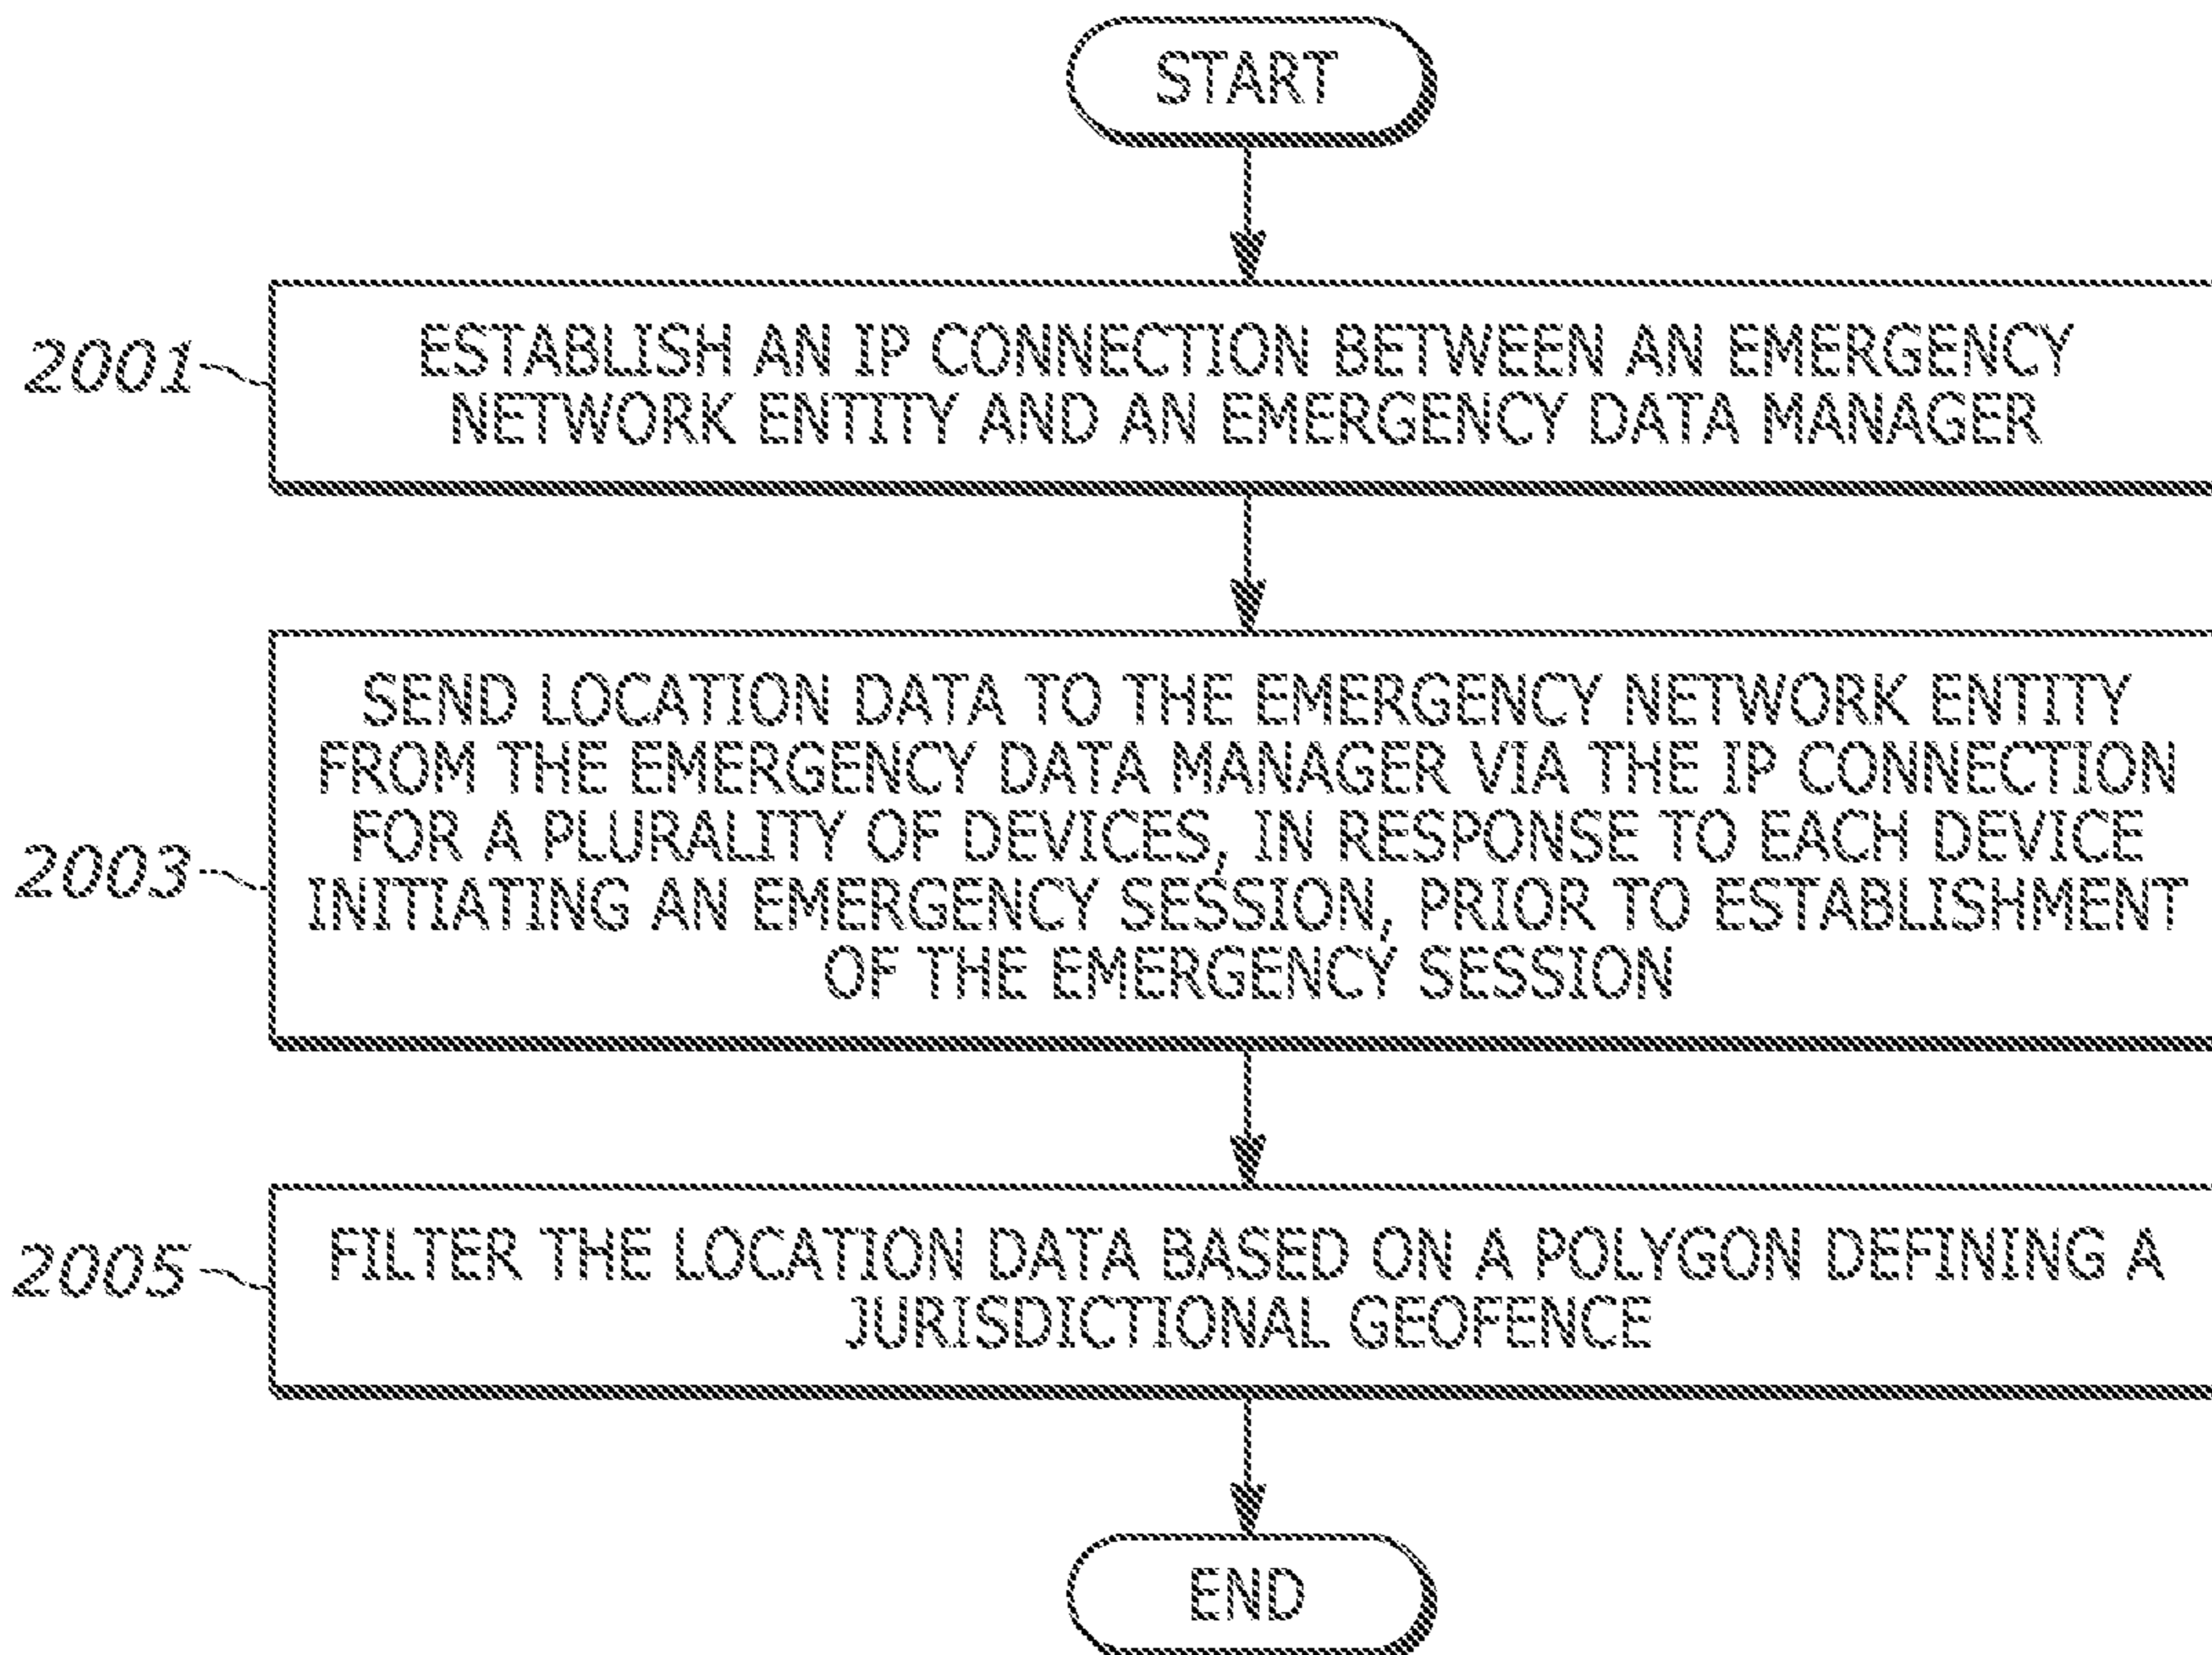 START
2001
ESTABLISH AN IP CONNECTION BETWEEN AN EMERGENCY
NETWORK ENTITY AND AN EMERGENCY DATA MANAGER
2003
SEND LOCATION DATA TO THE EMERGENCY NETWORK ENTITY
FROM THE EMERGENCY DATA MANAGER VIA THE IP CONNECTION
FOR A PLURALITY OF DEVICES, IN RESPONSE TO EACH DEVICE
INITIATING AN EMERGENCY SESSION, PRIOR TO ESTABLISHMENT
OF THE EMERGENCY SESSION
2005
FILTER THE LOCATION DATA BASED ON A POLYGON DEFINING A
JURISDICTIONAL GEOFENCE
END